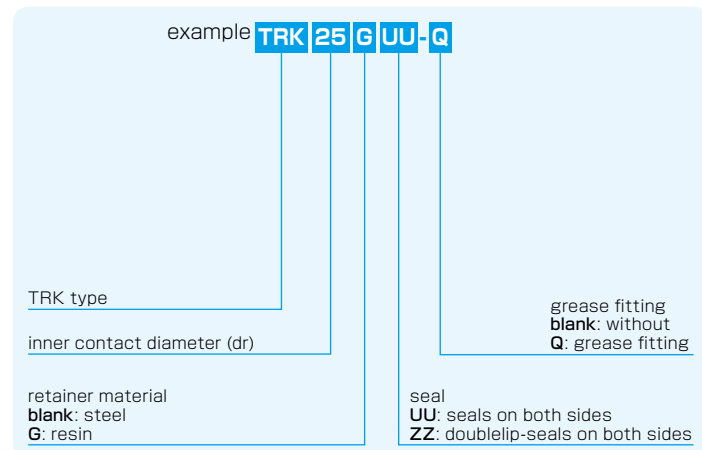 example TRK 25 G UU-Q
TRK type
inner contact diameter (dr)
retainer material
blank: steel
G: resin
grease fitting
blank: without
Q: grease fitting
seal
UU: seals on both sides
ZZ: doublelip-seals on both sides